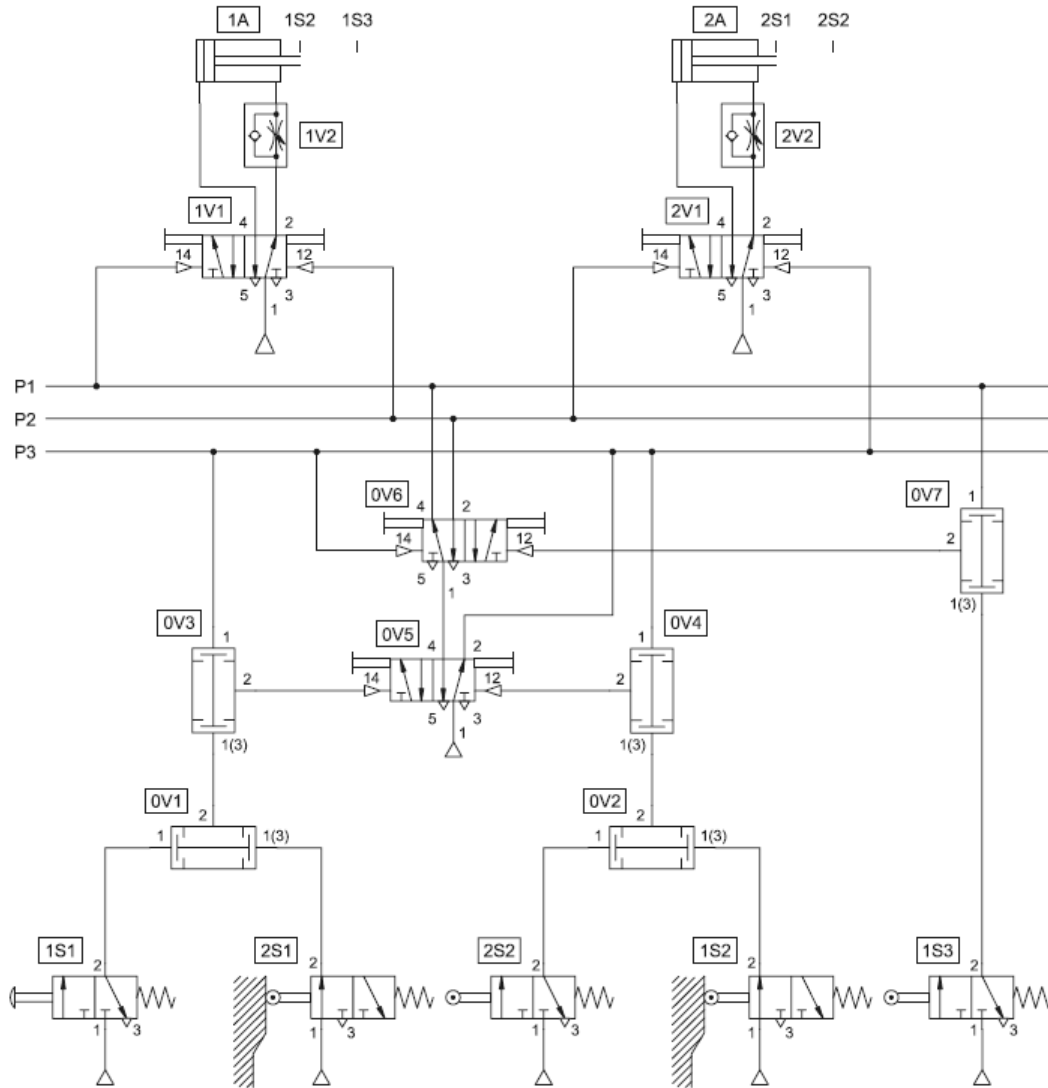 1A 1S2 1S3 2A 2S1 2S2
1V2 2V2
1V1 4 2 2V1 4 2
14 12 14 12
5 3 5 3
1 1
P1
P2
P3
0V6 4 2 0V7 1
14 12 2
5 3
1 1(3)
0V3 1 0V5 4 2 0V4 1
2 14 12 2
5 3
1(3) 1 1(3)
0V1 2 0V2 2
1 1(3) 1 1(3)
1S1 2 2S1 2 2S2 2 1S2 2 1S3 2
1 3 1 3 1 3 1 3 1 3